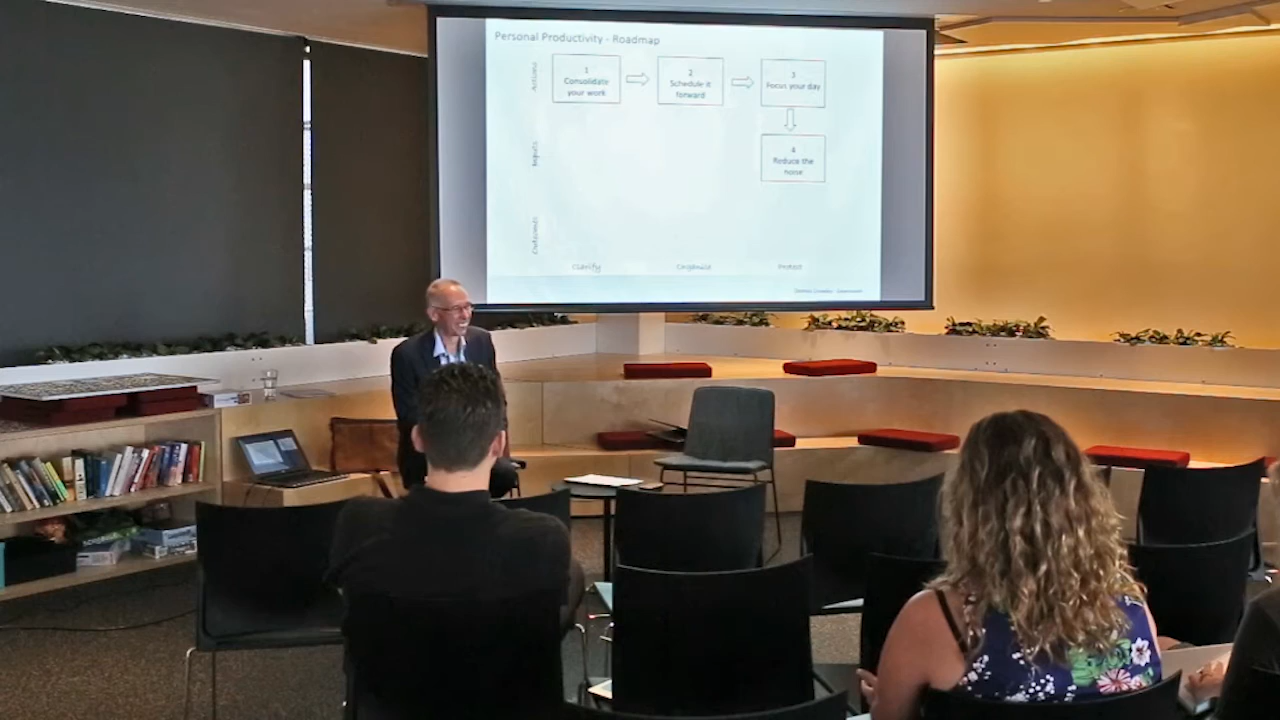 Personal Productivity - Roadmap
Actions
1
Consolidate
your work
2
Schedule it
forward
3
Focus your day
Inputs
4
Reduce the
noise
Outcomes
Clarify
Organise
Protect